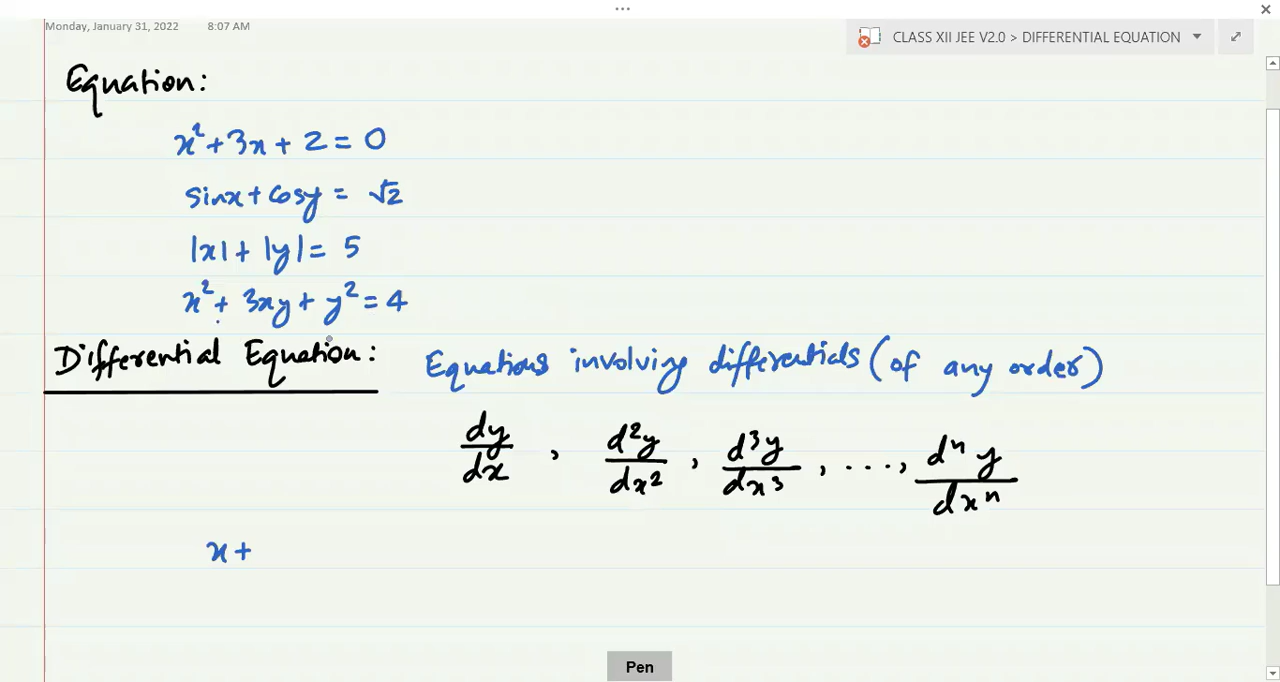 Monday, January 31, 2022 8:07 AM
CLASS XII JEE V2.0 > DIFFERENTIAL EQUATION
Equation:
x² + 3x + 2 = 0
sinx + cosy = √2
|x| + |y| = 5
x² + 3xy + y² = 4
Differential Equation: Equations involving differentials (of any order)
dy/dx , d²y/dx² , d³y/dx³ , . . . , dⁿy/dxⁿ
x +
Pen